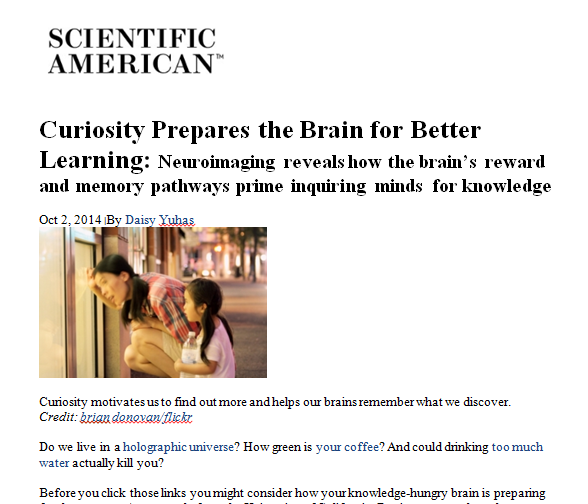 SCIENTIFIC
AMERICAN™
Curiosity Prepares the Brain for Better
Learning: Neuroimaging reveals how the brain's reward
and memory pathways prime inquiring minds for knowledge
Oct 2, 2014 |By Daisy Yuhas
Curiosity motivates us to find out more and helps our brains remember what we discover.
Credit: brian donovan/flickr
Do we live in a holographic universe? How green is your coffee? And could drinking too much
water actually kill you?
Before you click those links you might consider how your knowledge-hungry brain is preparing